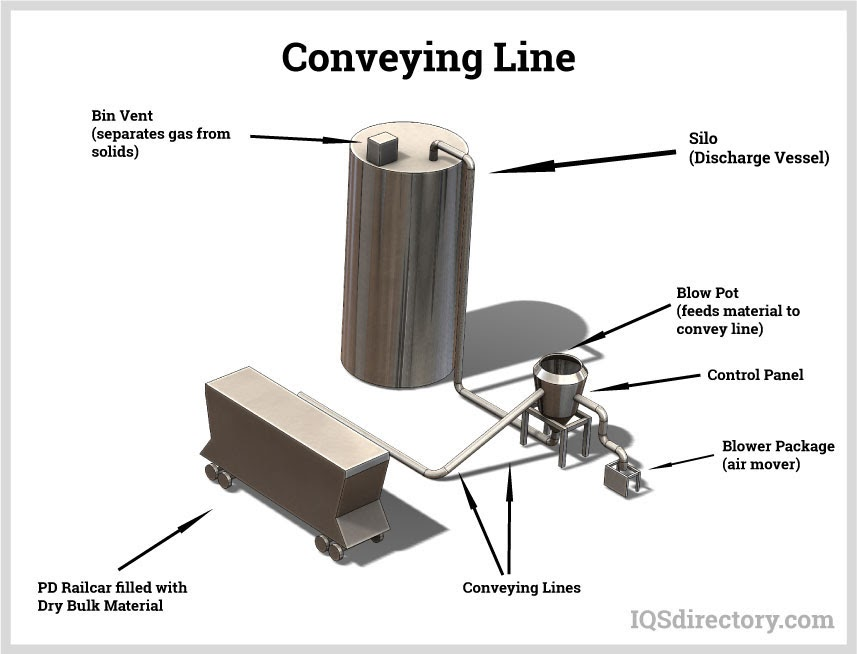 Conveying Line
Bin Vent
(separates gas from
solids)
Silo
(Discharge Vessel)
Blow Pot
(feeds material to
convey line)
Control Panel
Blower Package
(air mover)
PD Railcar filled with
Dry Bulk Material
Conveying Lines
IQSdirectory.com